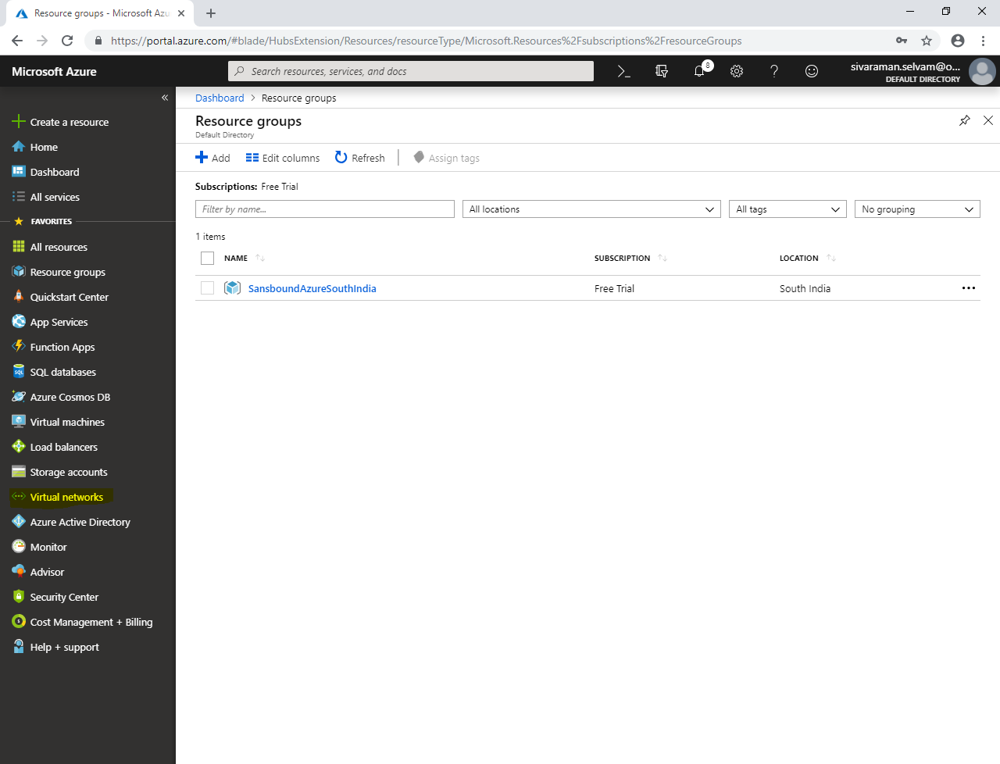 Resource groups - Microsoft Azu
https://portal.azure.com/#blade/HubsExtension/Resources/resourceType/Microsoft.Resources%2Fsubscriptions%2FresourceGroups
Microsoft Azure
Search resources, services, and docs
8
sivaraman.selvam@o...
DEFAULT DIRECTORY
Create a resource
Home
Dashboard
All services
FAVORITES
All resources
Resource groups
Quickstart Center
App Services
Function Apps
SQL
SQL databases
Azure Cosmos DB
Virtual machines
Load balancers
Storage accounts
Virtual networks
Azure Active Directory
Monitor
Advisor
Security Center
Cost Management + Billing
Help + support
Dashboard > Resource groups
Resource groups
Default Directory
Add Edit columns Refresh Assign tags
Subscriptions: Free Trial
Filter by name... All locations All tags No grouping
1 items
NAME SUBSCRIPTION LOCATION
SansboundAzureSouthIndia Free Trial South India